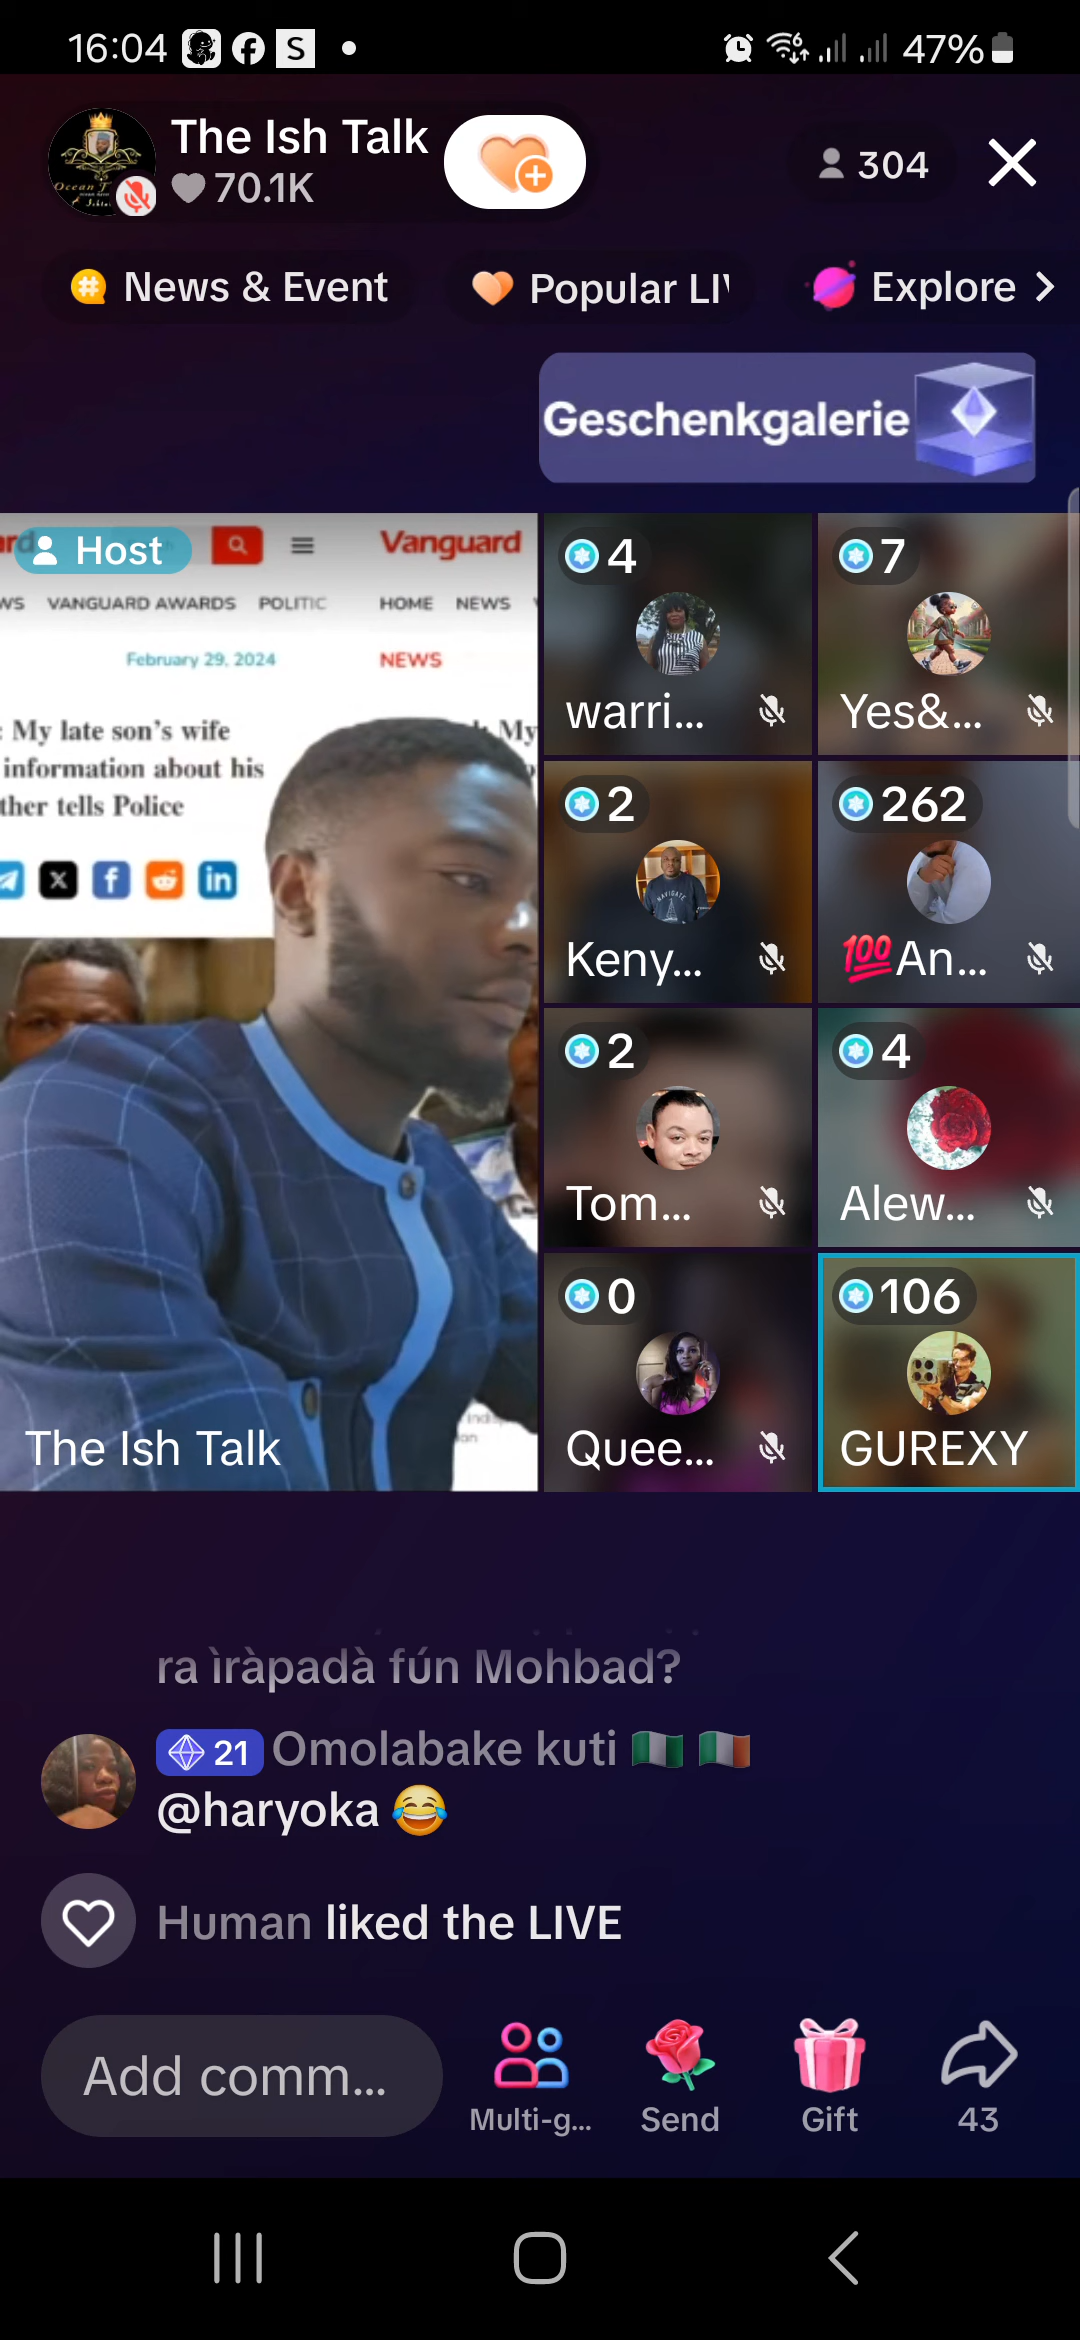 16:04
47%
The Ish Talk
70.1K
304
News & Event
Popular LI
Explore
Geschenkgalerie
Host
Vanguard
VANGUARD AWARDS POLITIC
HOME NEWS
February 29, 2024
NEWS
: My late son's wife
My
information about his
ther tells Police
The Ish Talk
4
warri...
7
Yes&...
2
Keny...
262
💯An...
2
Tom...
4
Alew...
0
Quee...
106
GUREXY
ra ìràpadà fún Mohbad?
21 Omolabake kuti 🇳🇬 🇮🇪
@haryoka 😂
Human liked the LIVE
Add comm...
Multi-g...
Send
Gift
43